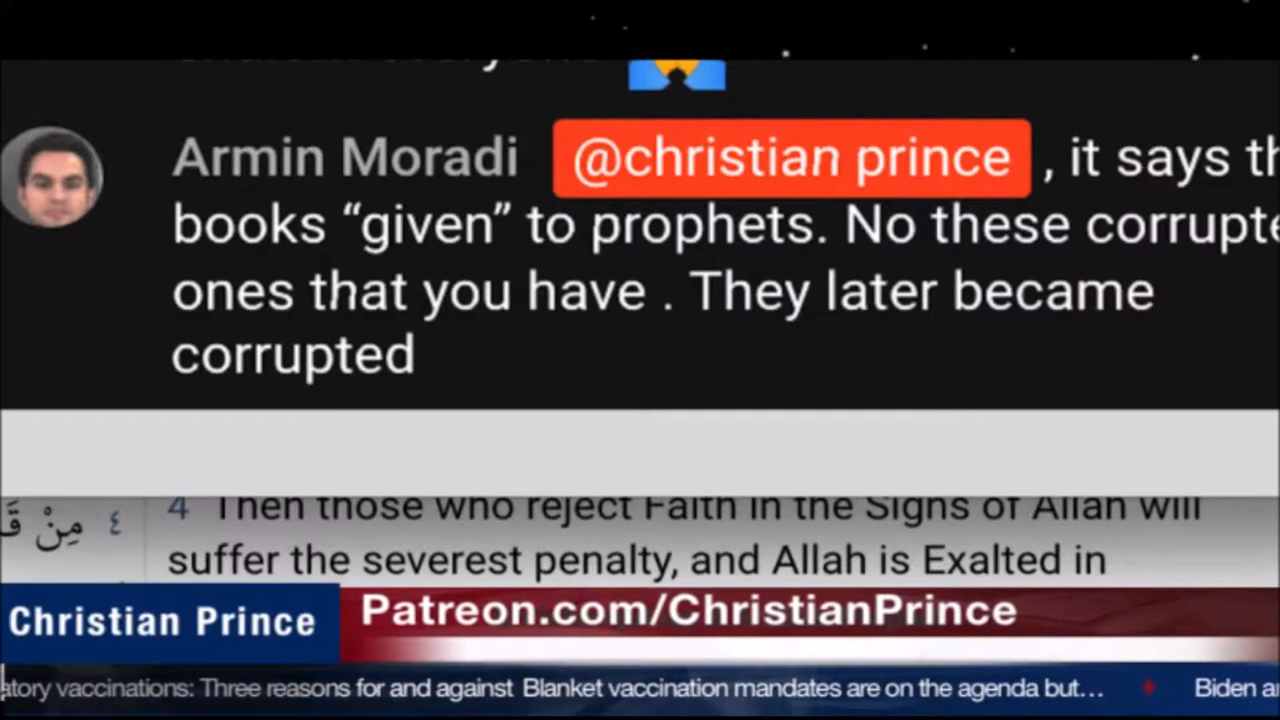 Armin Moradi @christian prince , it says th
books “given” to prophets. No these corrupte
ones that you have . They later became
corrupted
مِنْ قَ ٤
4 Then those who reject Faith in the Signs of Allah will
suffer the severest penalty, and Allah is Exalted in
Christian Prince
Patreon.com/ChristianPrince
atory vaccinations: Three reasons for and against Blanket vaccination mandates are on the agenda but... Biden a